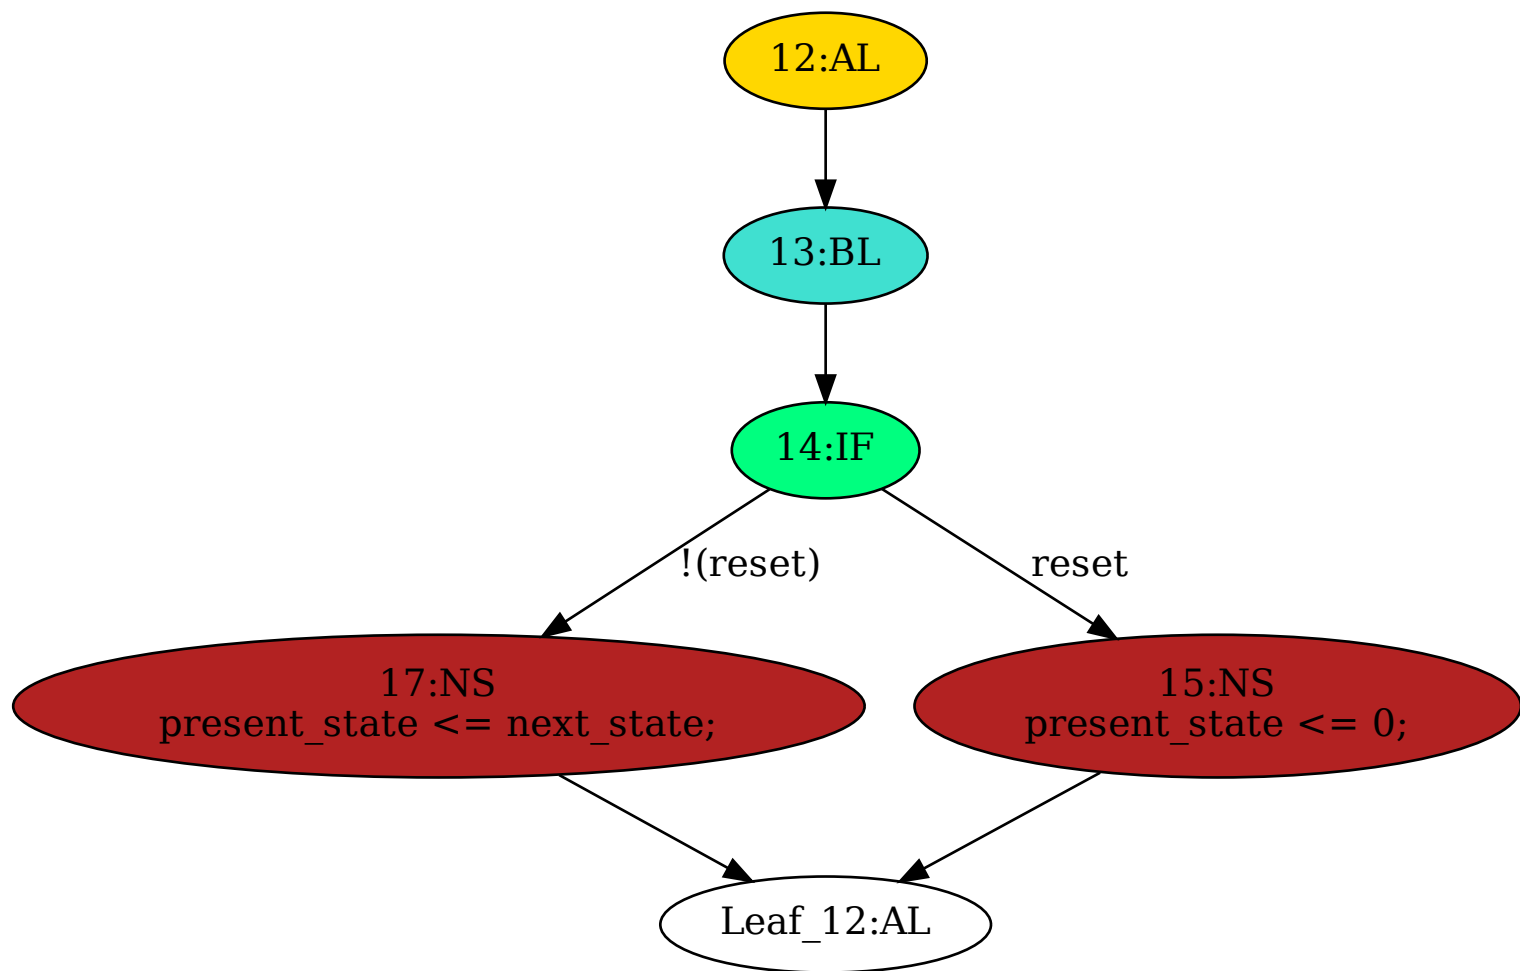 12:AL
13:BL
14:IF
!(reset)
reset
17:NS
present_state <= next_state;
15:NS
present_state <= 0;
Leaf_12:AL